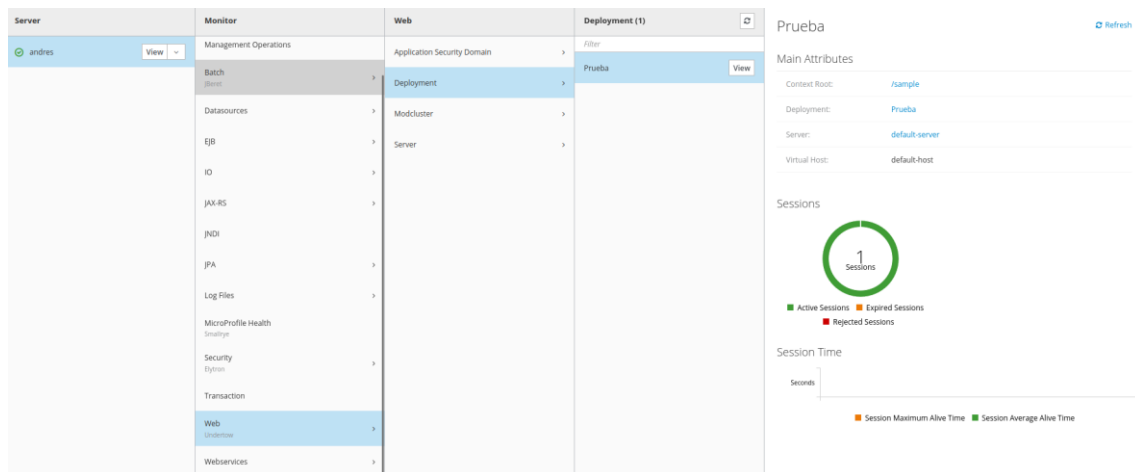 Server
andres
View
Monitor
Management Operations
Batch
JBeret
Datasources
EJB
IO
JAX-RS
JNDI
JPA
Log Files
MicroProfile Health
Smallrye
Security
Elytron
Transaction
Web
Undertow
Webservices
Web
Application Security Domain
Deployment
Modcluster
Server
Deployment (1)
Filter
Prueba
View
Prueba
Refresh
Main Attributes
Context Root: /sample
Deployment: Prueba
Server: default-server
Virtual Host: default-host
Sessions
1
Sessions
Active Sessions Expired Sessions
Rejected Sessions
Session Time
Seconds
Session Maximum Alive Time Session Average Alive Time